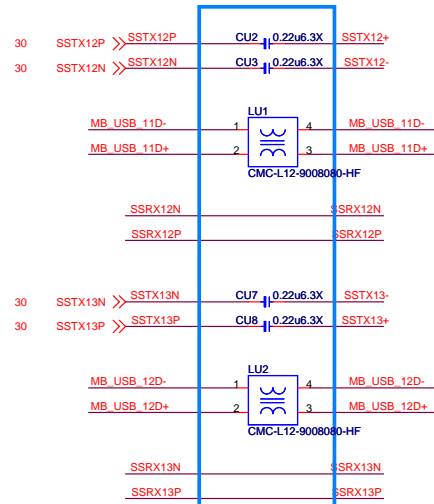 30 SSTX12P SSTX12P CU2 0.22u6.3X SSTX12+
30 SSTX12N SSTX12N CU3 0.22u6.3X SSTX12-
LU1
MB_USB_11D- 1 4 MB_USB_11D-
MB_USB_11D+ 2 3 MB_USB_11D+
CMC-L12-9008080-HF
SSRX12N SSRX12N
SSRX12P SSRX12P
30 SSTX13N SSTX13N CU7 0.22u6.3X SSTX13-
30 SSTX13P SSTX13P CU8 0.22u6.3X SSTX13+
LU2
MB_USB_12D- 1 4 MB_USB_12D-
MB_USB_12D+ 2 3 MB_USB_12D+
CMC-L12-9008080-HF
SSRX13N SSRX13N
SSRX13P SSRX13P